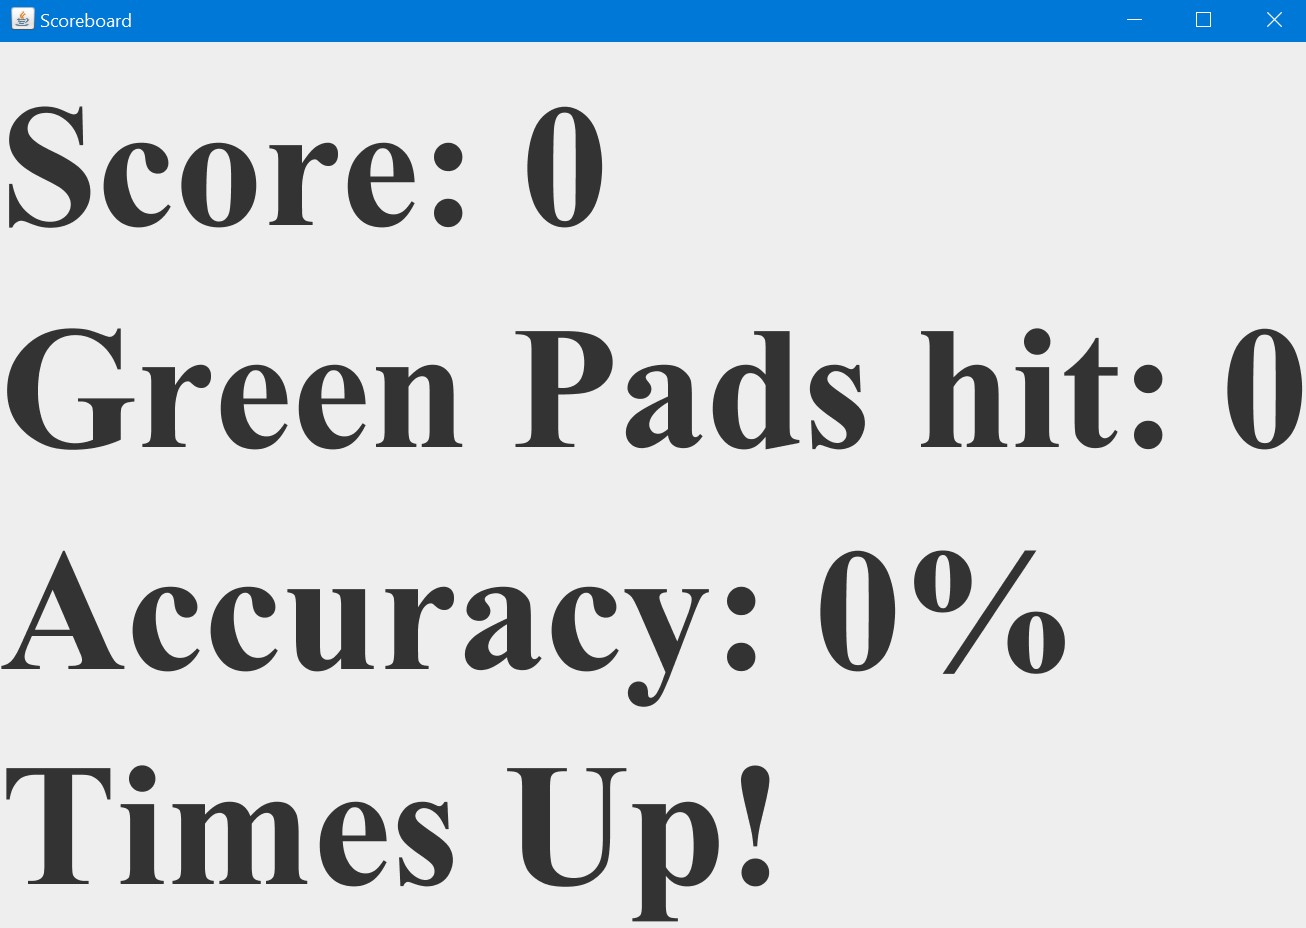 Scoreboard
Score: 0
Green Pads hit: 0
Accuracy: 0%
Times Up!